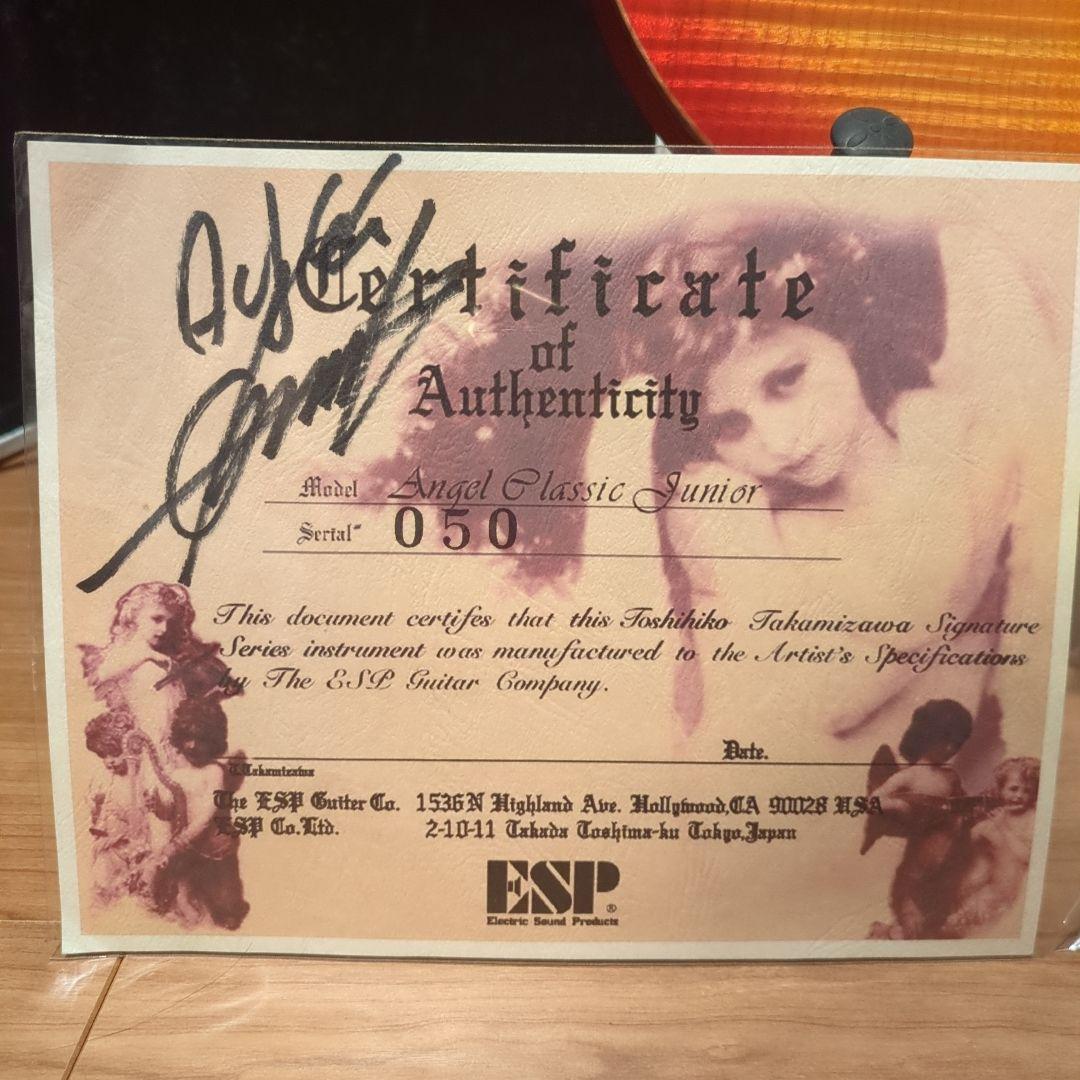 Certificate
of
Authenticity
Model Angel Classic Junior
Serial# 050
This document certifes that this Toshihiko Takamizawa Signature
Series instrument was manufactured to the Artist's Specifications
by The ESP Guitar Company.
Date.
T.Takamizawa
The ESP Guiter Co. 1536 N Highland Ave. Hollywood,CA 90028 USA
ESP Co.Ltd. 2-10-11 Takada Toshima-ku Tokyo,Japan
ESP®
Electric Sound Products